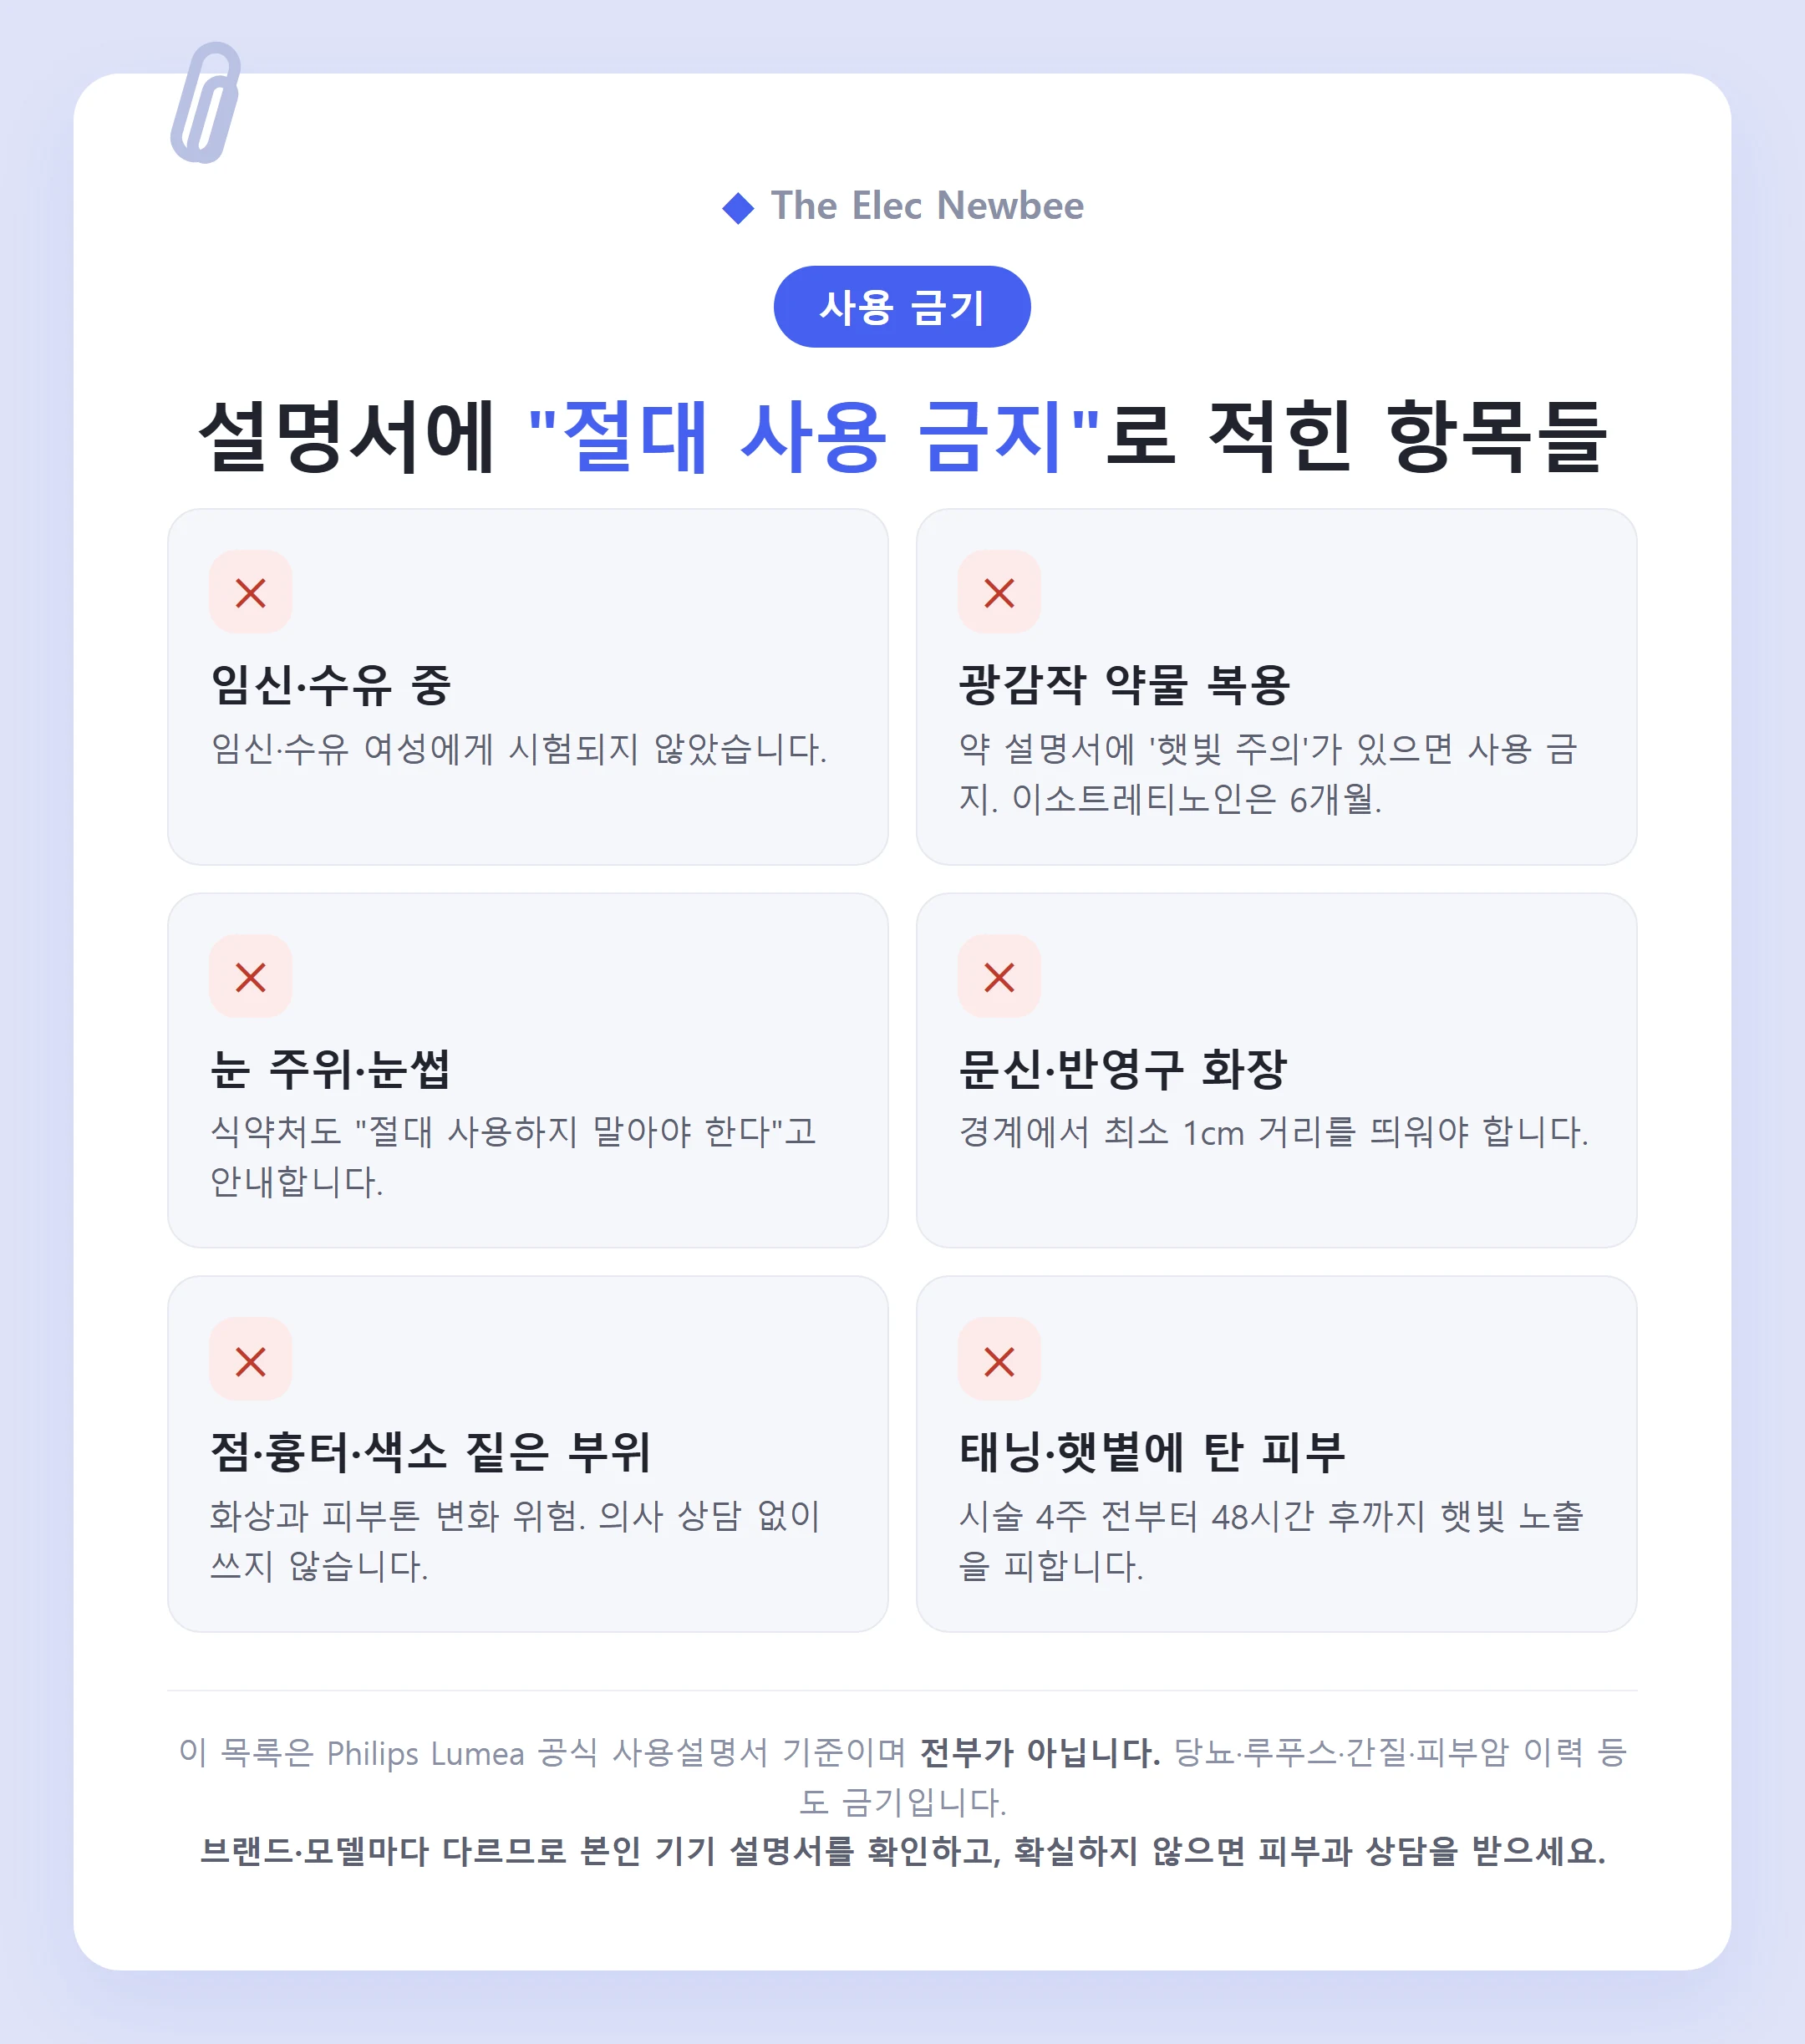 The Elec Newbee
사용 금기
설명서에 "절대 사용 금지"로 적힌 항목들
임신·수유 중
임신·수유 여성에게 시험되지 않았습니다.
광감작 약물 복용
약 설명서에 '햇빛 주의'가 있으면 사용 금
지. 이소트레티노인은 6개월.
눈 주위·눈썹
식약처도 "절대 사용하지 말아야 한다"고
안내합니다.
문신·반영구 화장
경계에서 최소 1cm 거리를 띄워야 합니다.
점·흉터·색소 짙은 부위
화상과 피부톤 변화 위험. 의사 상담 없이
쓰지 않습니다.
태닝·햇볕에 탄 피부
시술 4주 전부터 48시간 후까지 햇빛 노출
을 피합니다.
이 목록은 Philips Lumea 공식 사용설명서 기준이며 전부가 아닙니다. 당뇨·루푸스·간질·피부암 이력 등
도 금기입니다.
브랜드·모델마다 다르므로 본인 기기 설명서를 확인하고, 확실하지 않으면 피부과 상담을 받으세요.